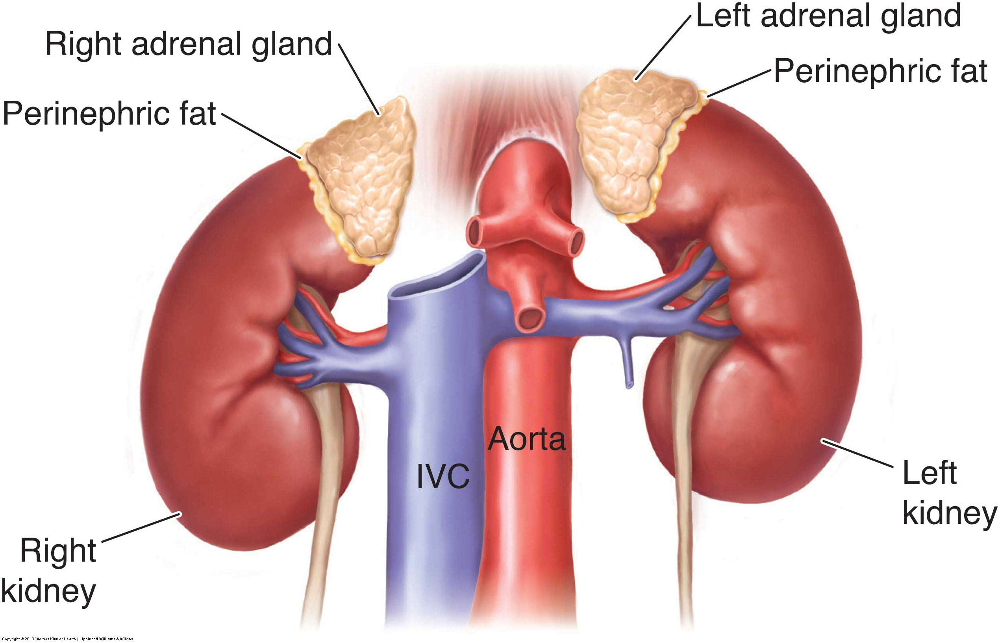 Left adrenal gland
Right adrenal gland
Perinephric fat
Perinephric fat
Aorta
IVC
Left
kidney
Right
kidney
Copyright © 2013 Wolters Kluwer Health | Lippincott Williams & Wilkins